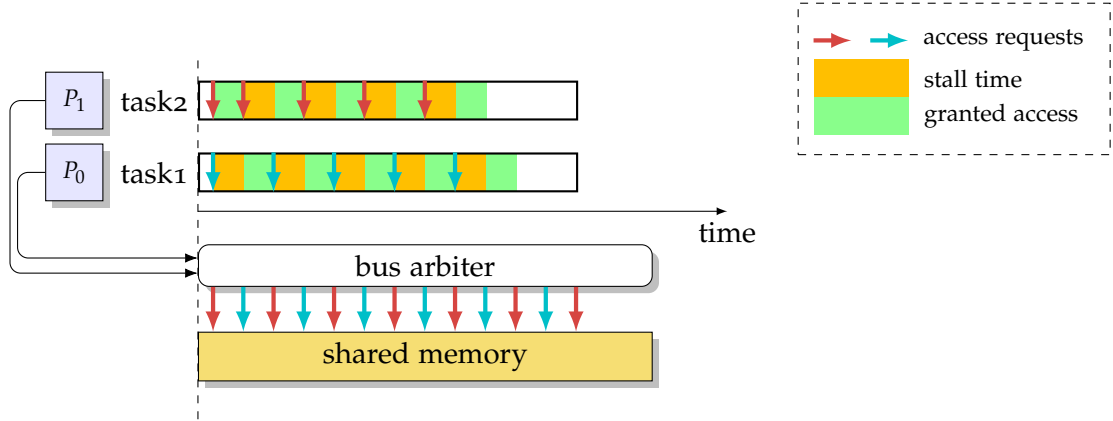 access requests
stall time
granted access
P1 task2
P0 task1
time
bus arbiter
shared memory